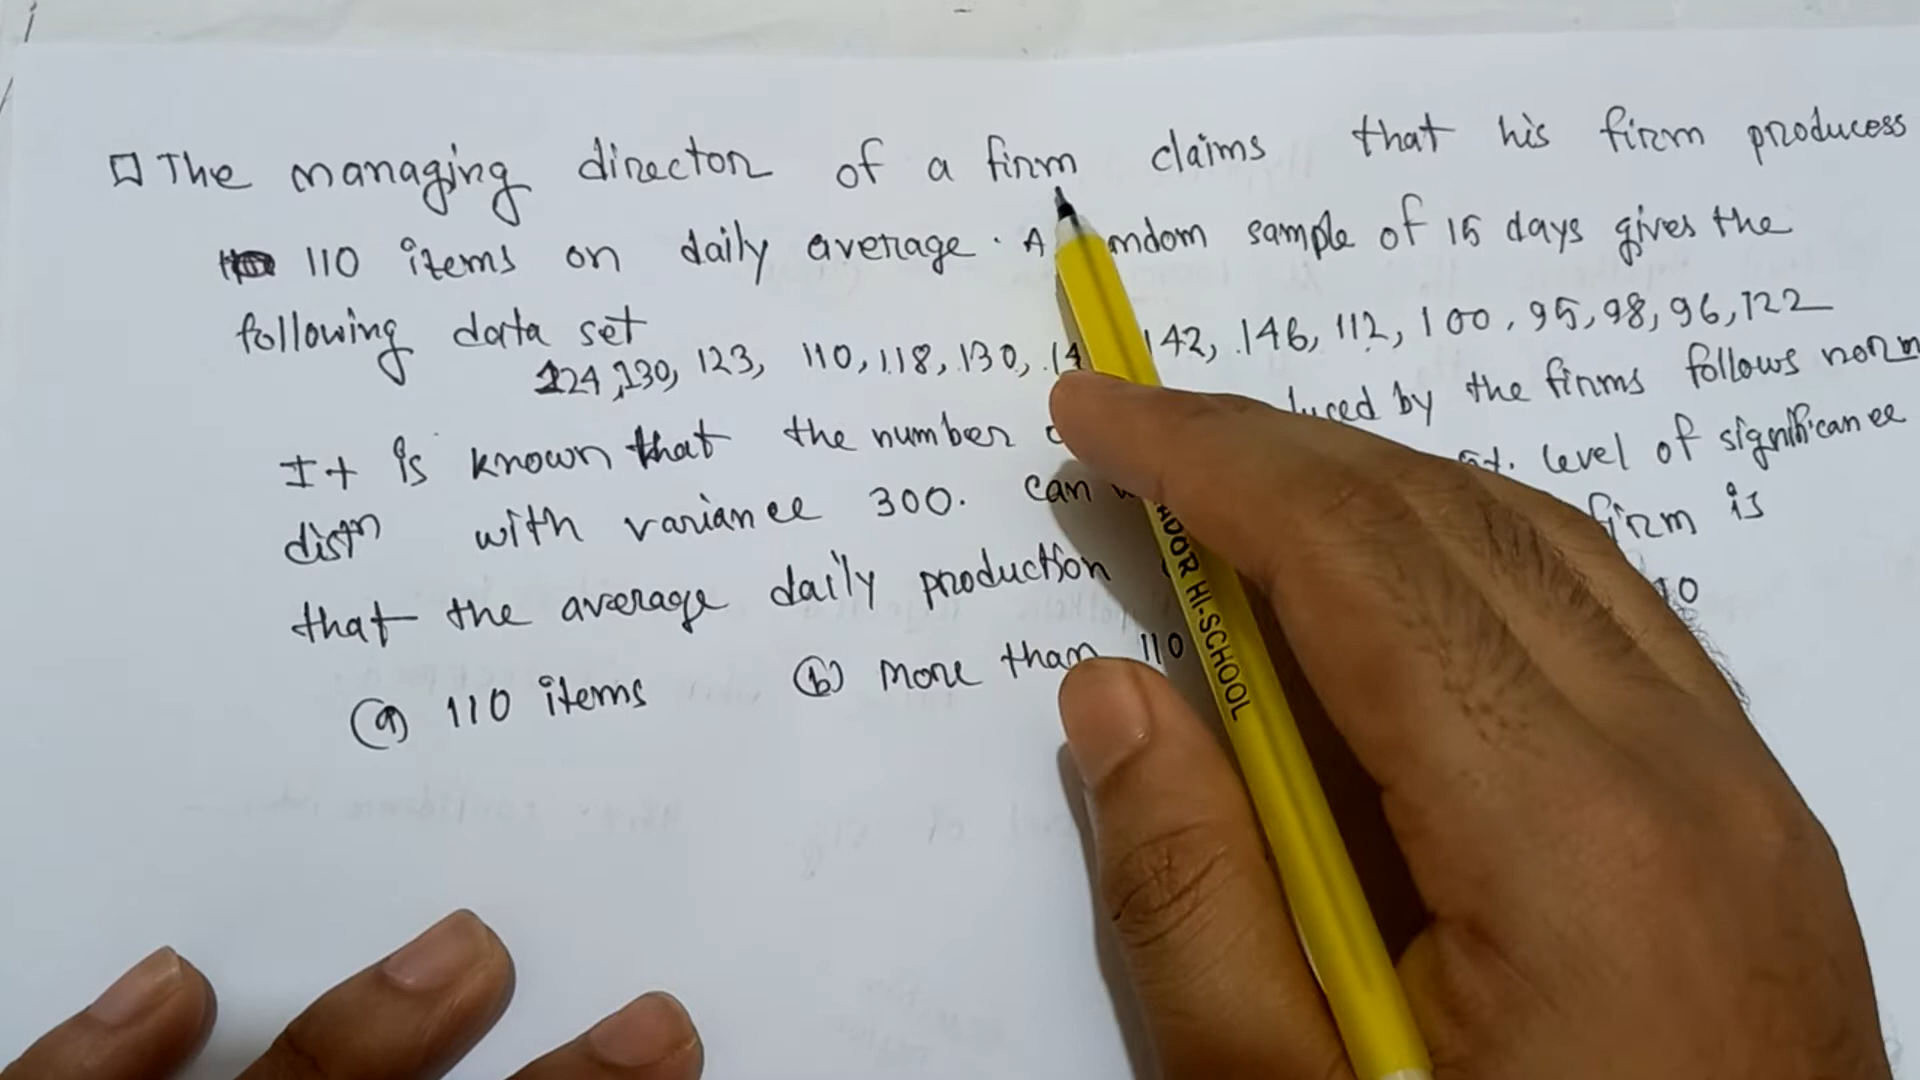 The managing director of a firm claims that his firm producess
110 items on daily average. A sample of 15 days gives the
following data set
124, 130, 123, 110, 118, 130, 142, 146, 112, 100, 95, 98, 96, 122
It is known that the number by the firms follows
distn with variance 300. can level of significance
that the average daily production firm is
(a) 110 items (b) more than 110
HI-SCHOOL